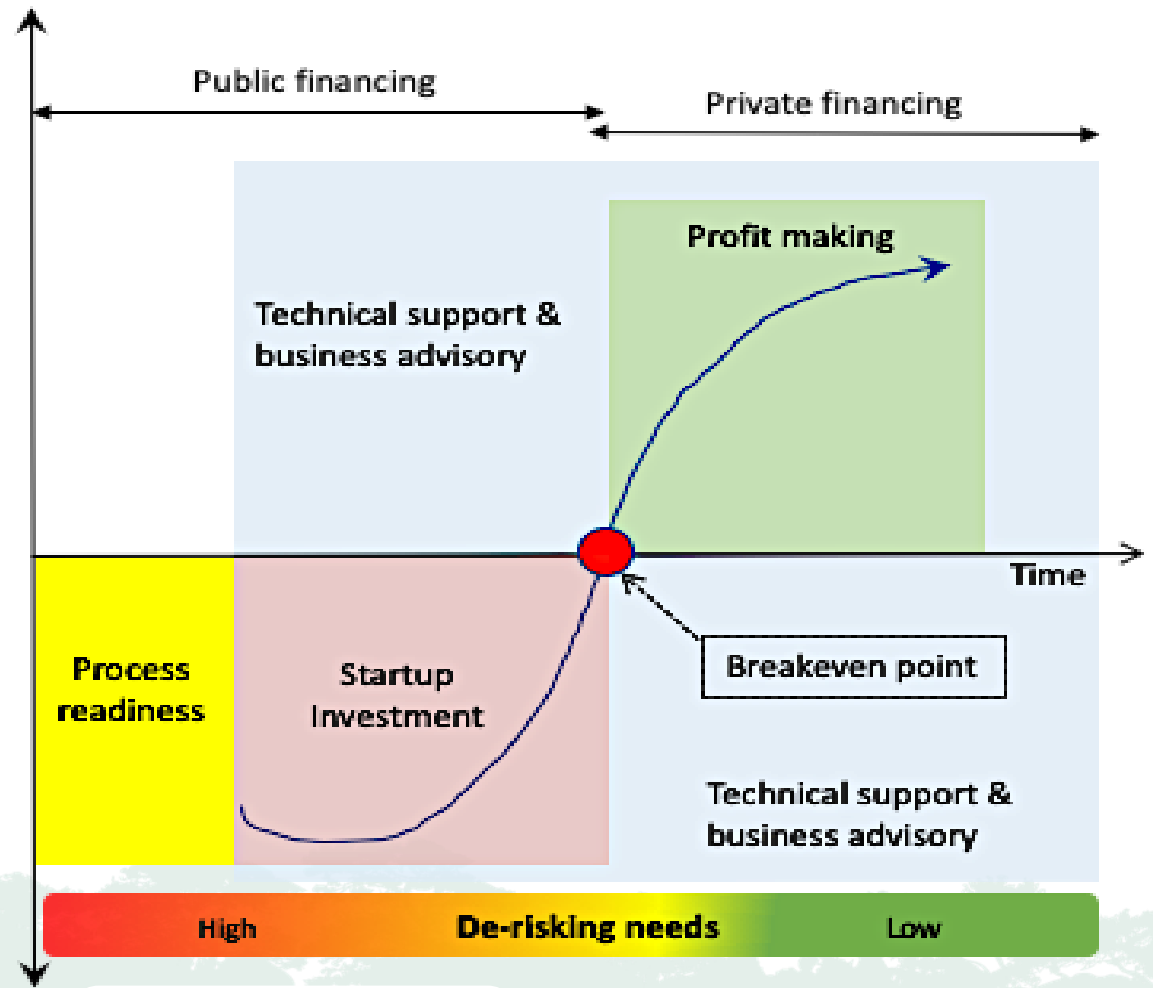 Public financing
Private financing
Profit making
Technical support &
business advisory
Time
Process
readiness
Startup
Investment
Breakeven point
Technical support &
business advisory
High
De-risking needs
Low